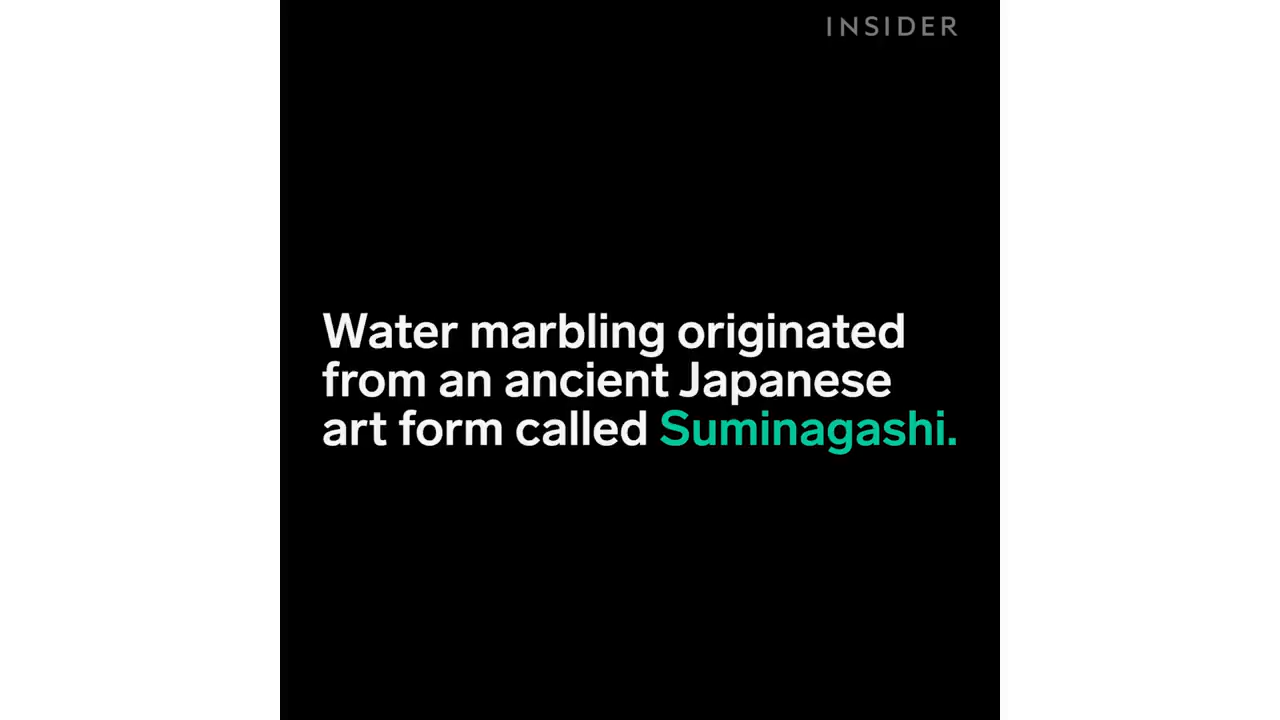 INSIDER
Water marbling originated
from an ancient Japanese
art form called Suminagashi.